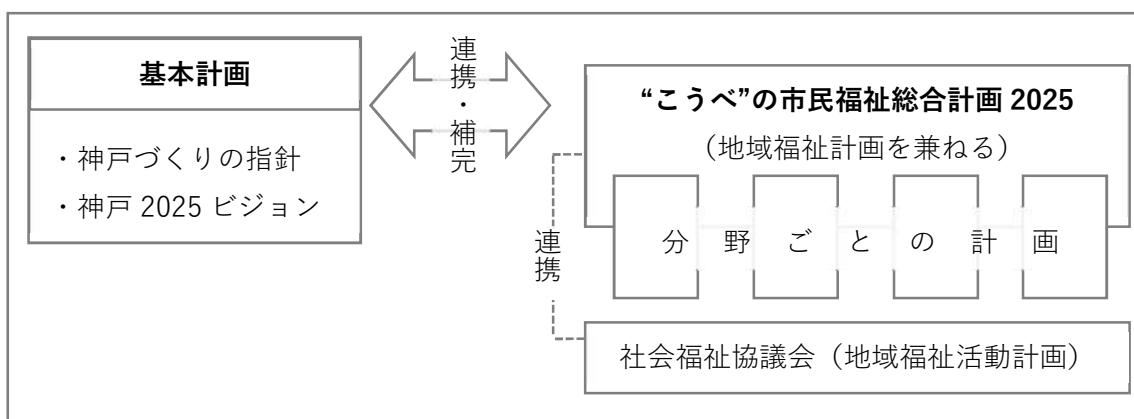 基本計画
・神戸づくりの指針
・神戸 2025 ビジョン
連携・補完
“こうべ”の市民福祉総合計画 2025
（地域福祉計画を兼ねる）
分野ごとの計画
連携
社会福祉協議会（地域福祉活動計画）